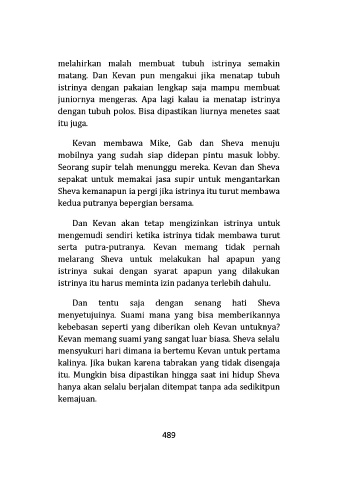 melahirkan malah membuat tubuh istrinya semakin
matang. Dan Kevan pun mengakui jika menatap tubuh
istrinya dengan pakaian lengkap saja mampu membuat
juniornya mengeras. Apa lagi kalau ia menatap istrinya
dengan tubuh polos. Bisa dipastikan liurnya menetes saat
itu juga.
Kevan membawa Mike, Gab dan Sheva menuju
mobilnya yang sudah siap didepan pintu masuk lobby.
Seorang supir telah menunggu mereka. Kevan dan Sheva
sepakat untuk memakai jasa supir untuk mengantarkan
Sheva kemanapun ia pergi jika istrinya itu turut membawa
kedua putranya bepergian bersama.
Dan Kevan akan tetap mengizinkan istrinya untuk
mengemudi sendiri ketika istrinya tidak membawa turut
serta putra-putranya. Kevan memang tidak pernah
melarang Sheva untuk melakukan hal apapun yang
istrinya sukai dengan syarat apapun yang dilakukan
istrinya itu harus meminta izin padanya terlebih dahulu.
Dan tentu saja dengan senang hati Sheva
menyetujuinya. Suami mana yang bisa memberikannya
kebebasan seperti yang diberikan oleh Kevan untuknya?
Kevan memang suami yang sangat luar biasa. Sheva selalu
mensyukuri hari dimana ia bertemu Kevan untuk pertama
kalinya. Jika bukan karena tabrakan yang tidak disengaja
itu. Mungkin bisa dipastikan hingga saat ini hidup Sheva
hanya akan selalu berjalan ditempat tanpa ada sedikitpun
kemajuan.
489